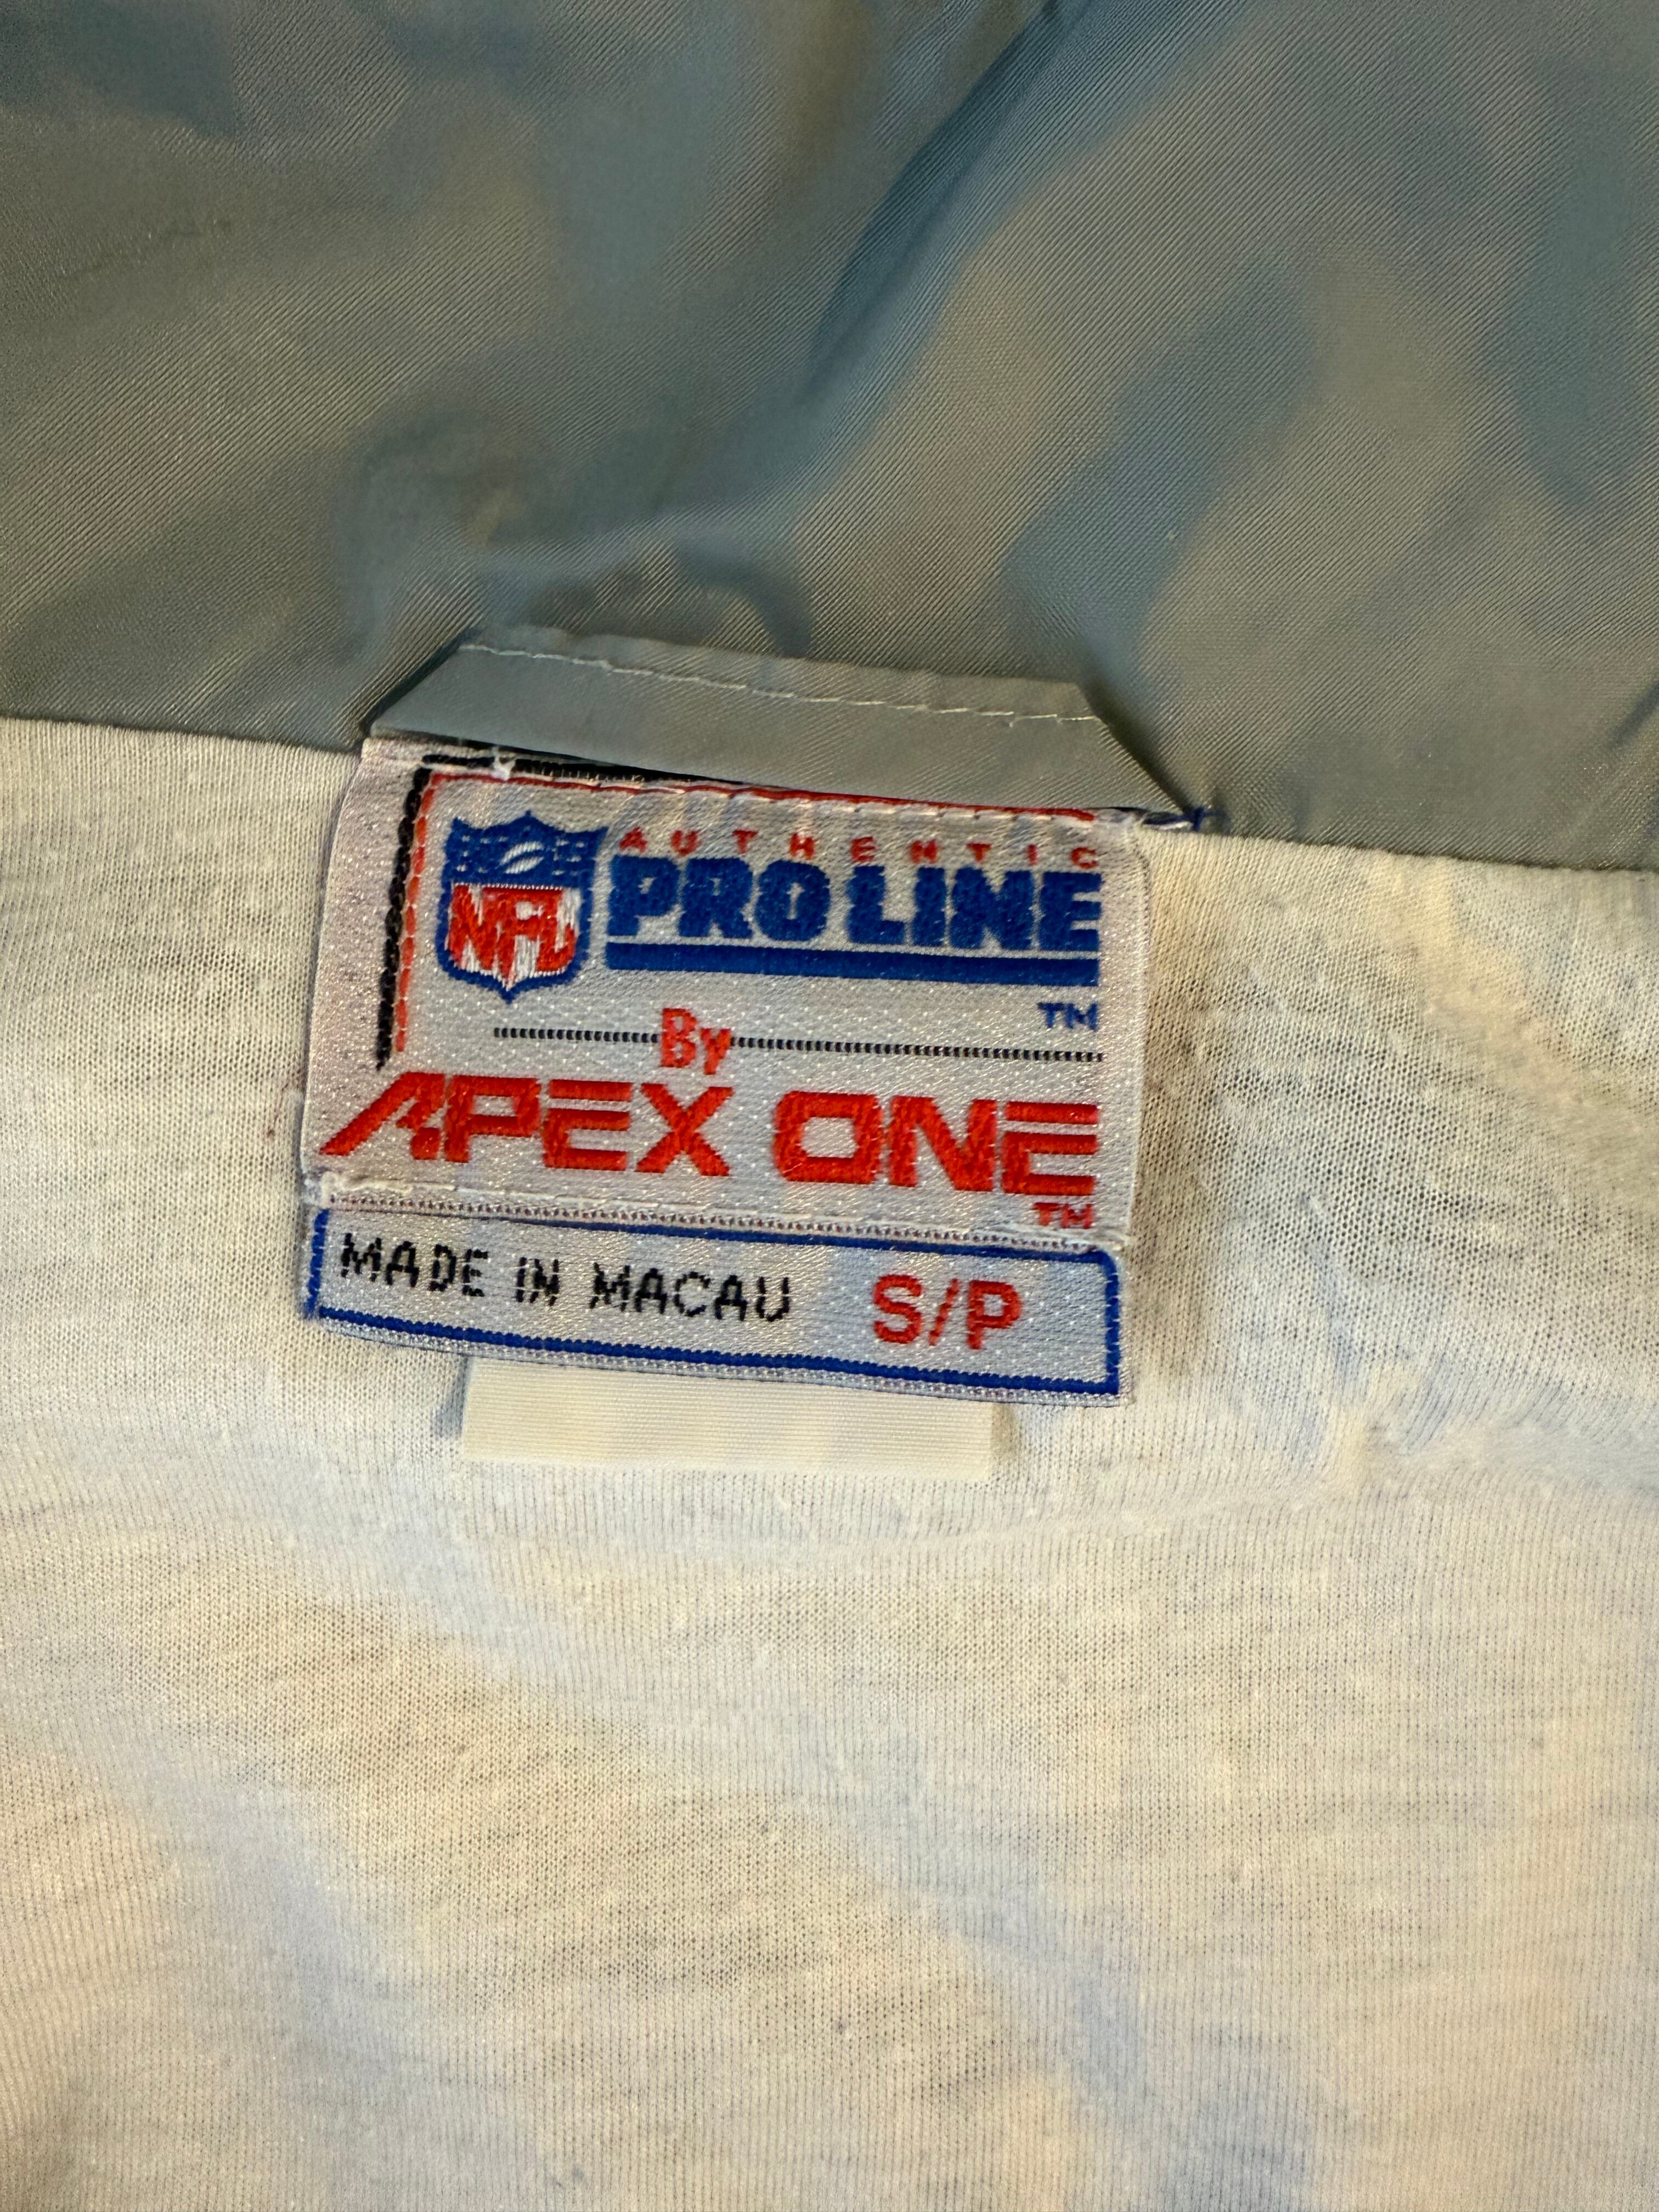 NFL
AUTHENTIC
PRO LINE
TM
By
APEX ONE
TM
MADE IN MACAU S/P